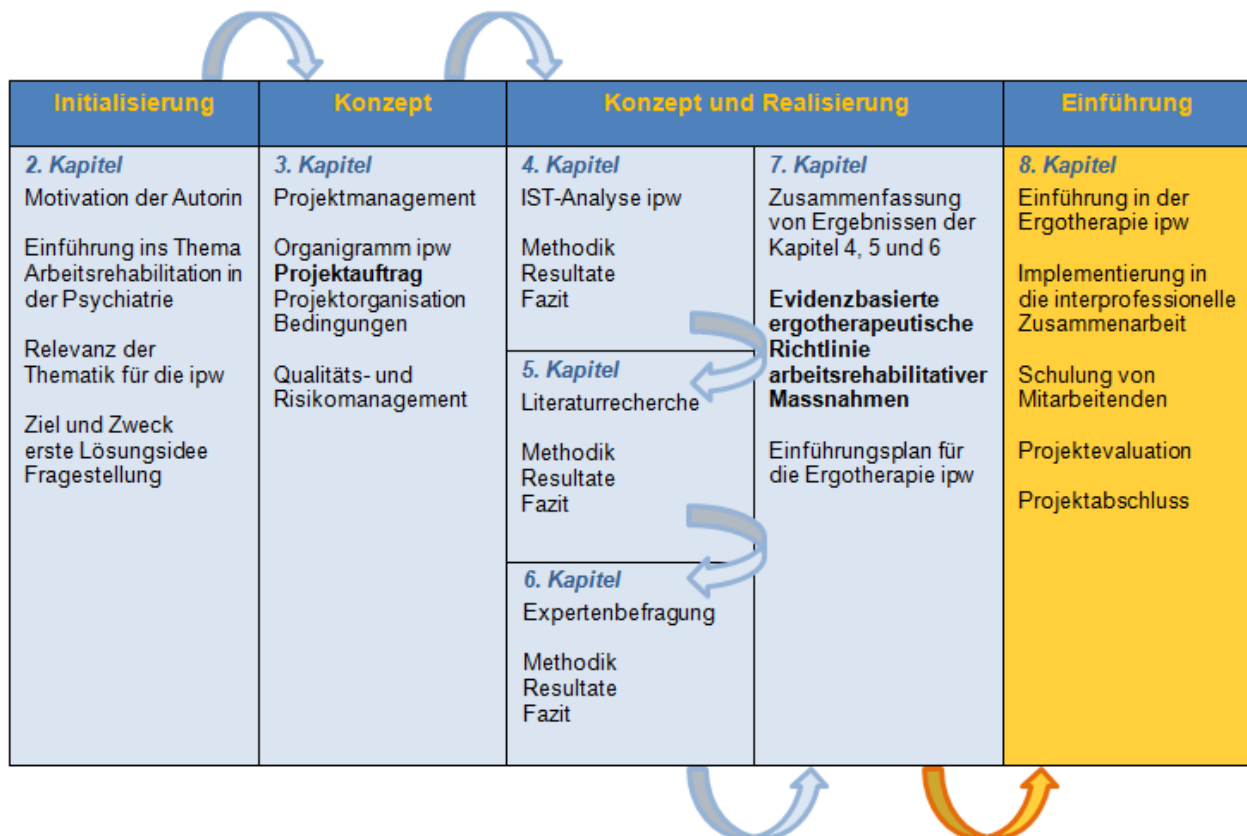 Initialisierung
Konzept
Konzept und Realisierung
Einführung
2. Kapitel
Motivation der Autorin
Einführung ins Thema
Arbeitsrehabilitation in
der Psychiatrie
Relevanz der
Thematik für die ipw
Ziel und Zweck
erste Lösungsidee
Fragestellung
3. Kapitel
Projektmanagement
Organigramm ipw
Projektauftrag
Projektorganisation
Bedingungen
Qualitäts- und
Risikomanagement
4. Kapitel
IST-Analyse ipw
Methodik
Resultate
Fazit
5. Kapitel
Literaturrecherche
Methodik
Resultate
Fazit
6. Kapitel
Expertenbefragung
Methodik
Resultate
Fazit
7. Kapitel
Zusammenfassung
von Ergebnissen der
Kapitel 4, 5 und 6
Evidenzbasierte
ergotherapeutische
Richtlinie
arbeitsrehabilitativer
Massnahmen
Einführungsplan für
die Ergotherapie ipw
8. Kapitel
Einführung in der
Ergotherapie ipw
Implementierung in
die interprofessionelle
Zusammenarbeit
Schulung von
Mitarbeitenden
Projektevaluation
Projektabschluss